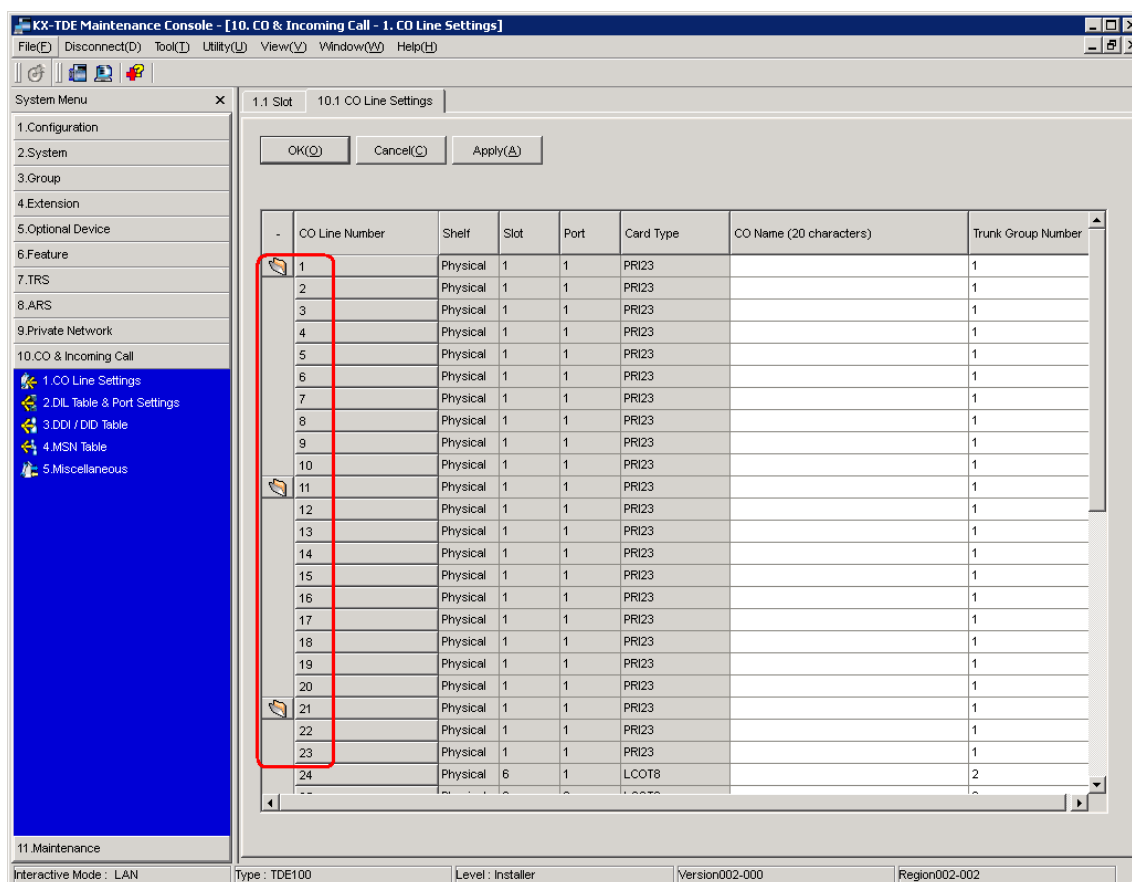 KX-TDE Maintenance Console - [10. CO & Incoming Call - 1. CO Line Settings]
File(F) Disconnect(D) Tool(T) Utility(U) View(V) Window(W) Help(H)
System Menu
1.Configuration
2.System
3.Group
4.Extension
5.Optional Device
6.Feature
7.TRS
8.ARS
9.Private Network
10.CO & Incoming Call
1.CO Line Settings
2.DIL Table & Port Settings
3.DDI / DID Table
4.MSN Table
5.Miscellaneous
11.Maintenance
1.1 Slot 10.1 CO Line Settings
OK(O) Cancel(C) Apply(A)
- CO Line Number Shelf Slot Port Card Type CO Name (20 characters) Trunk Group Number
1 Physical 1 1 PRI23 1
2 Physical 1 1 PRI23 1
3 Physical 1 1 PRI23 1
4 Physical 1 1 PRI23 1
5 Physical 1 1 PRI23 1
6 Physical 1 1 PRI23 1
7 Physical 1 1 PRI23 1
8 Physical 1 1 PRI23 1
9 Physical 1 1 PRI23 1
10 Physical 1 1 PRI23 1
11 Physical 1 1 PRI23 1
12 Physical 1 1 PRI23 1
13 Physical 1 1 PRI23 1
14 Physical 1 1 PRI23 1
15 Physical 1 1 PRI23 1
16 Physical 1 1 PRI23 1
17 Physical 1 1 PRI23 1
18 Physical 1 1 PRI23 1
19 Physical 1 1 PRI23 1
20 Physical 1 1 PRI23 1
21 Physical 1 1 PRI23 1
22 Physical 1 1 PRI23 1
23 Physical 1 1 PRI23 1
24 Physical 6 1 LCOT8 2
Interactive Mode : LAN Type : TDE100 Level : Installer Version002-000 Region002-002